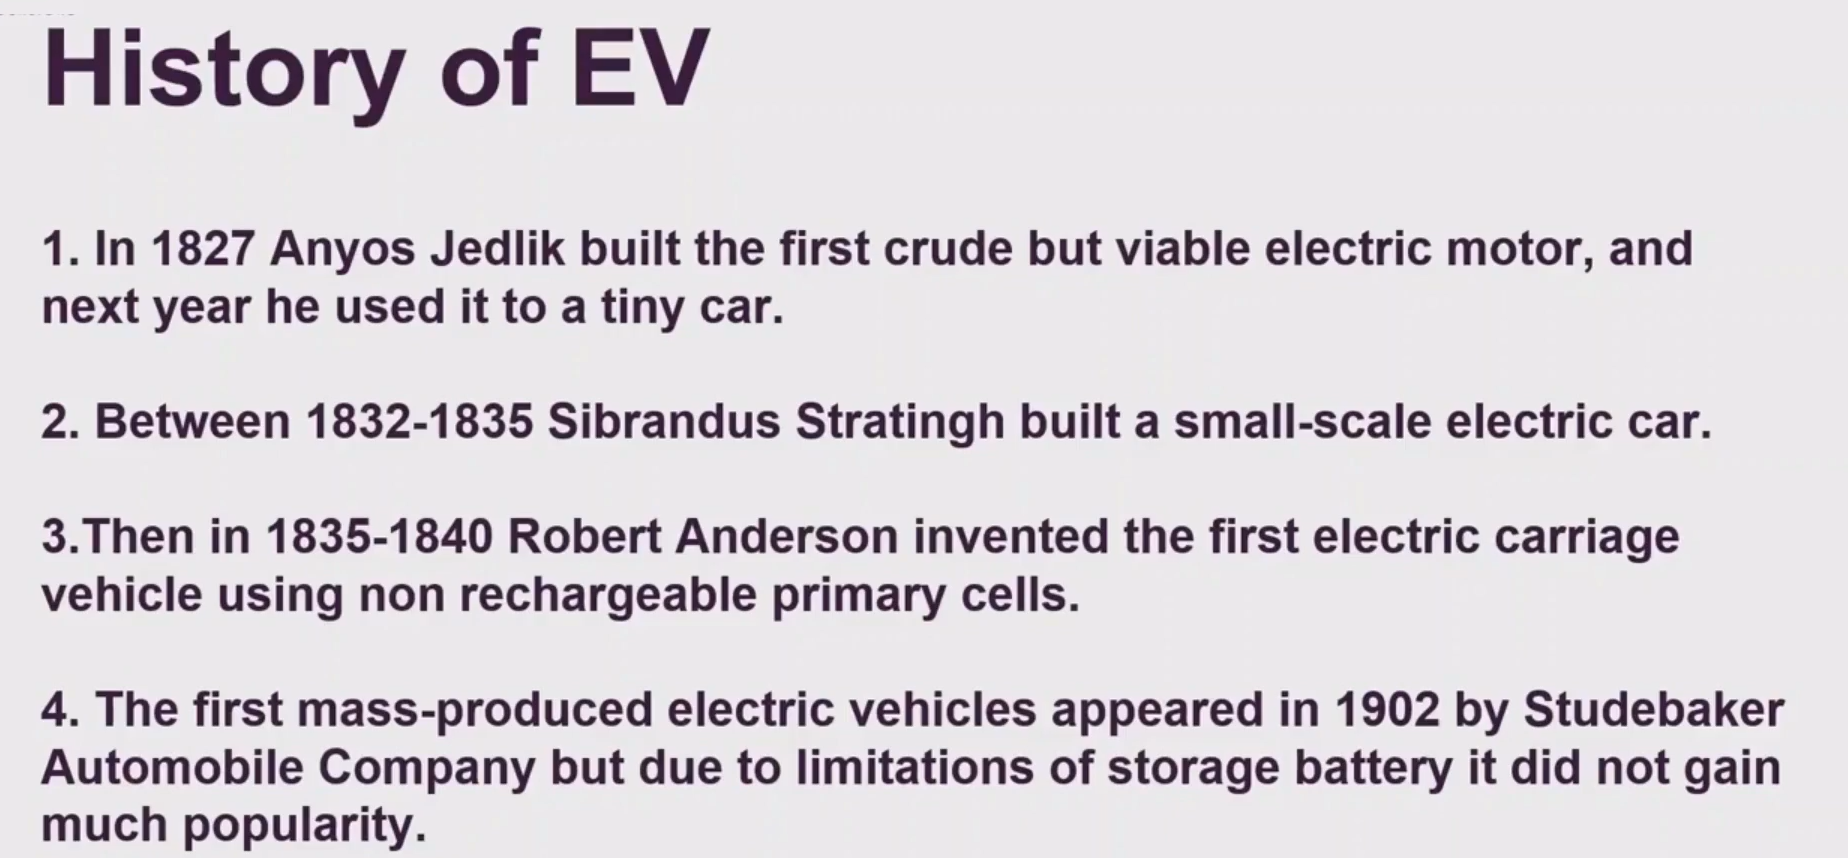 History of EV
1. In 1827 Anyos Jedlik built the first crude but viable electric motor, and
next year he used it to a tiny car.
2. Between 1832-1835 Sibrandus Stratingh built a small-scale electric car.
3.Then in 1835-1840 Robert Anderson invented the first electric carriage
vehicle using non rechargeable primary cells.
4. The first mass-produced electric vehicles appeared in 1902 by Studebaker
Automobile Company but due to limitations of storage battery it did not gain
much popularity.